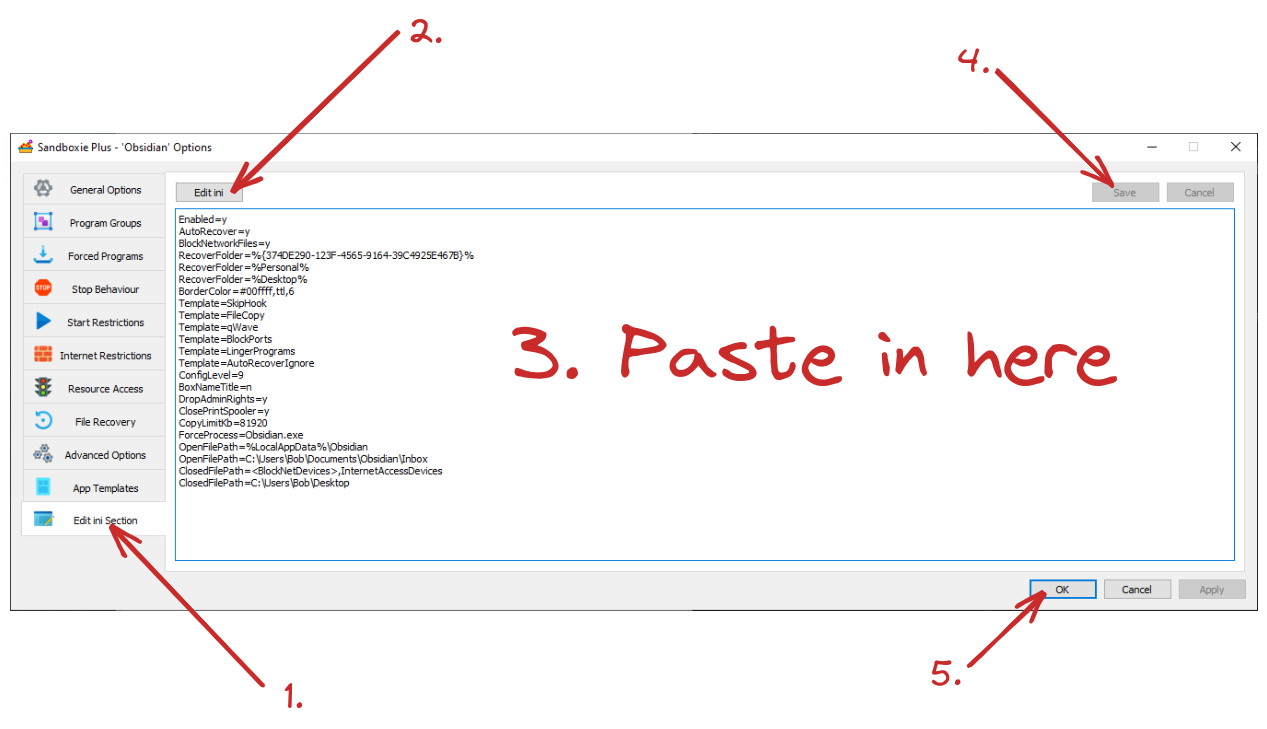 2.
4.
Sandboxie Plus - 'Obsidian' Options
General Options
Program Groups
Forced Programs
STOP
Stop Behaviour
Start Restrictions
Internet Restrictions
Resource Access
File Recovery
Advanced Options
App Templates
Edit ini Section
Edit ini
Save
Cancel
Enabled=y
AutoRecover=y
BlockNetworkFiles=y
RecoverFolder=%{374DE290-123F-4565-9164-39C4925E467B}%
RecoverFolder=%Personal%
RecoverFolder=%Desktop%
BorderColor=#00ffff,ttl,6
Template=SkipHook
Template=FileCopy
Template=qWave
Template=BlockPorts
Template=LingerPrograms
Template=AutoRecoverIgnore
ConfigLevel=9
BoxNameTitle=n
DropAdminRights=y
ClosePrintSpooler=y
CopyLimitKb=81920
ForceProcess=Obsidian.exe
OpenFilePath=%LocalAppData%\Obsidian
OpenFilePath=C:\Users\Bob\Documents\Obsidian\Inbox
ClosedFilePath=<BlockNetDevices>,InternetAccessDevices
ClosedFilePath=C:\Users\Bob\Desktop
3. Paste in here
OK
Cancel
Apply
5.
1.